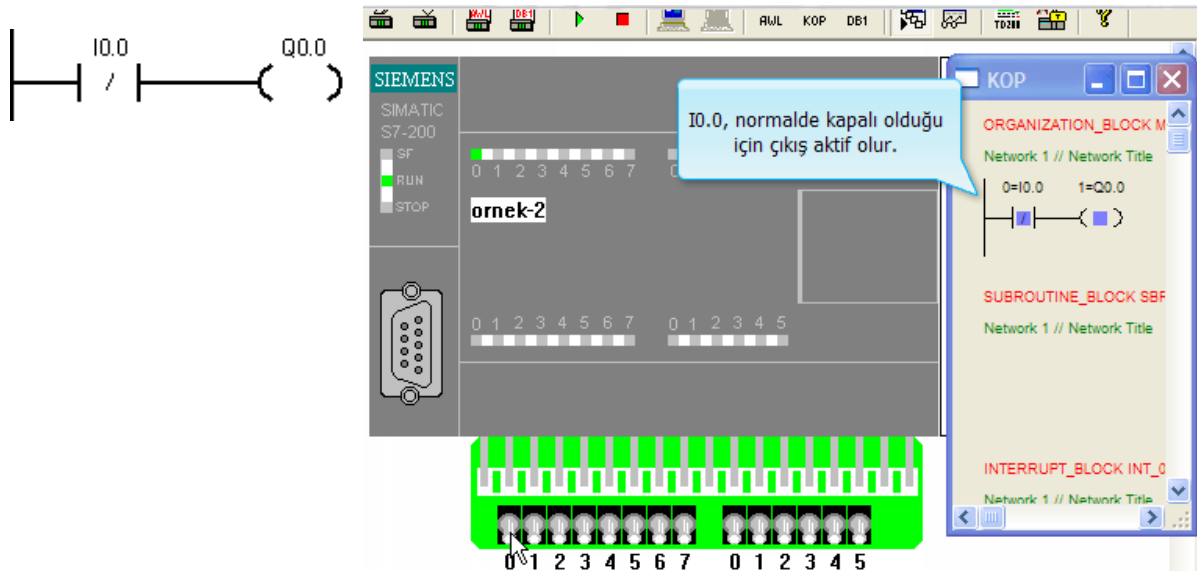 I0.0 Q0.0
AWL KOP DB1
SIEMENS
SIMATIC
S7-200
SF
RUN
STOP
0 1 2 3 4 5 6 7
ornek-2
0 1 2 3 4 5 6 7 0 1 2 3 4 5
0 1 2 3 4 5 6 7 0 1 2 3 4 5
I0.0, normalde kapalı olduğu
için çıkış aktif olur.
KOP
ORGANIZATION_BLOCK M
Network 1 // Network Title
0=I0.0 1=Q0.0
SUBROUTINE_BLOCK SBR
Network 1 // Network Title
INTERRUPT_BLOCK INT_0
Network 1 // Network Title